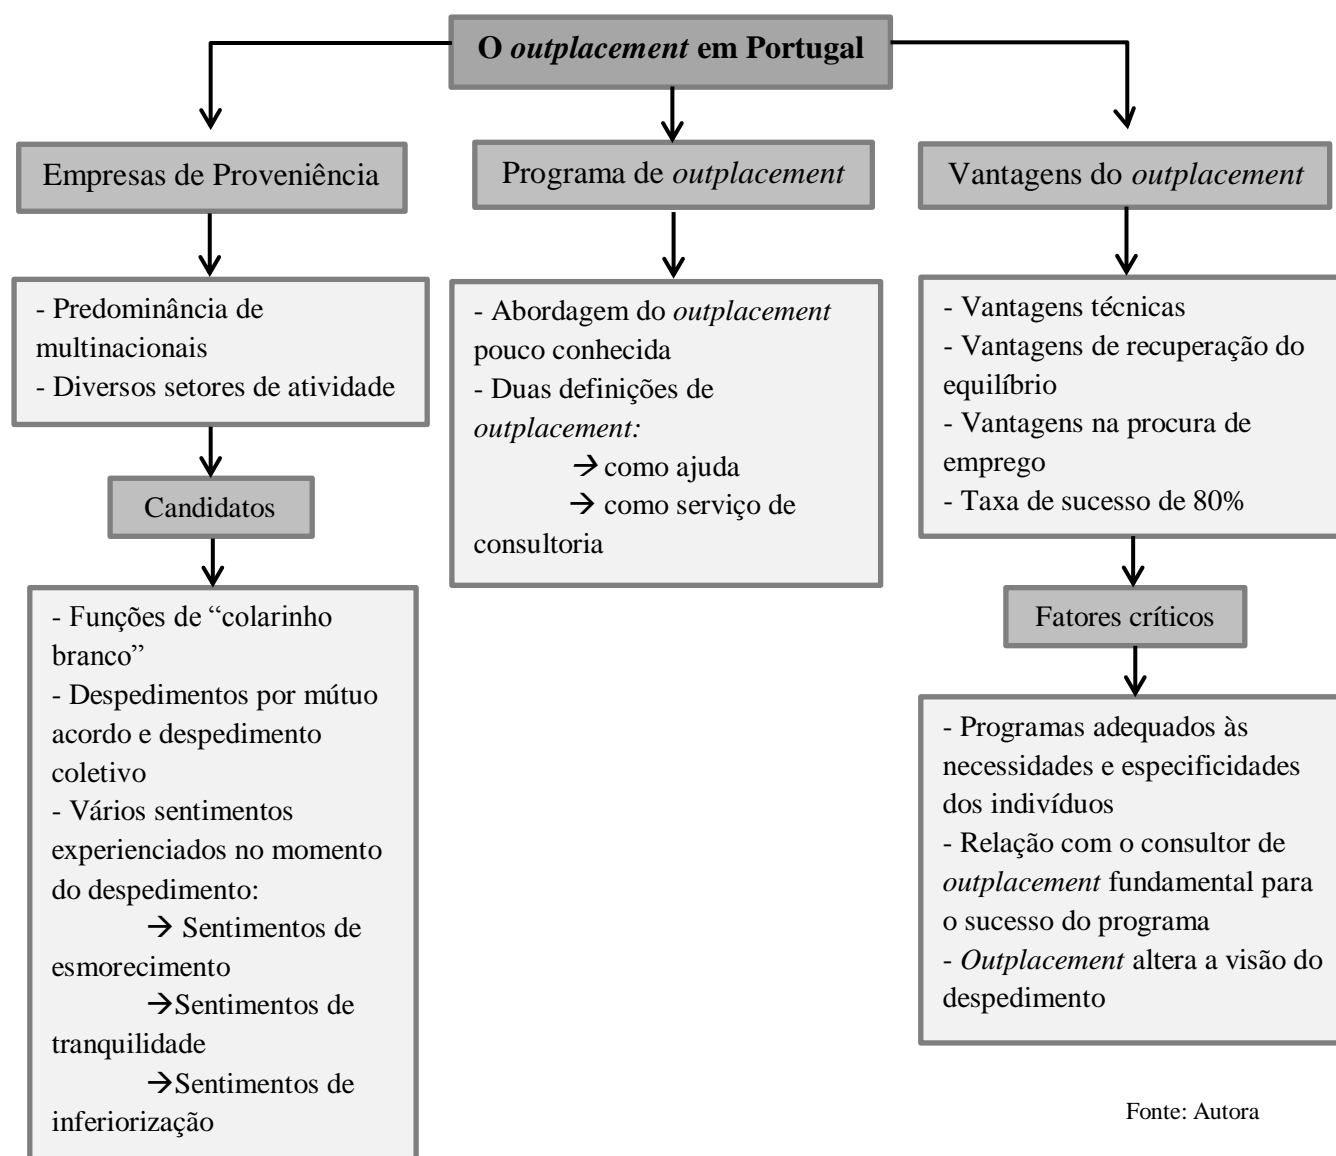 O outplacement em Portugal
Empresas de Proveniência
- Predominância de
multinacionais
- Diversos setores de atividade
Candidatos
- Funções de “colarinho
branco”
- Despedimentos por mútuo
acordo e despedimento
coletivo
- Vários sentimentos
experienciados no momento
do despedimento:
→ Sentimentos de
esmorecimento
→Sentimentos de
tranquilidade
→Sentimentos de
inferiorização
Programa de outplacement
- Abordagem do outplacement
pouco conhecida
- Duas definições de
outplacement:
→ como ajuda
→ como serviço de
consultoria
Vantagens do outplacement
- Vantagens técnicas
- Vantagens de recuperação do
equilíbrio
- Vantagens na procura de
emprego
- Taxa de sucesso de 80%
Fatores críticos
- Programas adequados às
necessidades e especificidades
dos indivíduos
- Relação com o consultor de
outplacement fundamental para
o sucesso do programa
- Outplacement altera a visão do
despedimento
Fonte: Autora